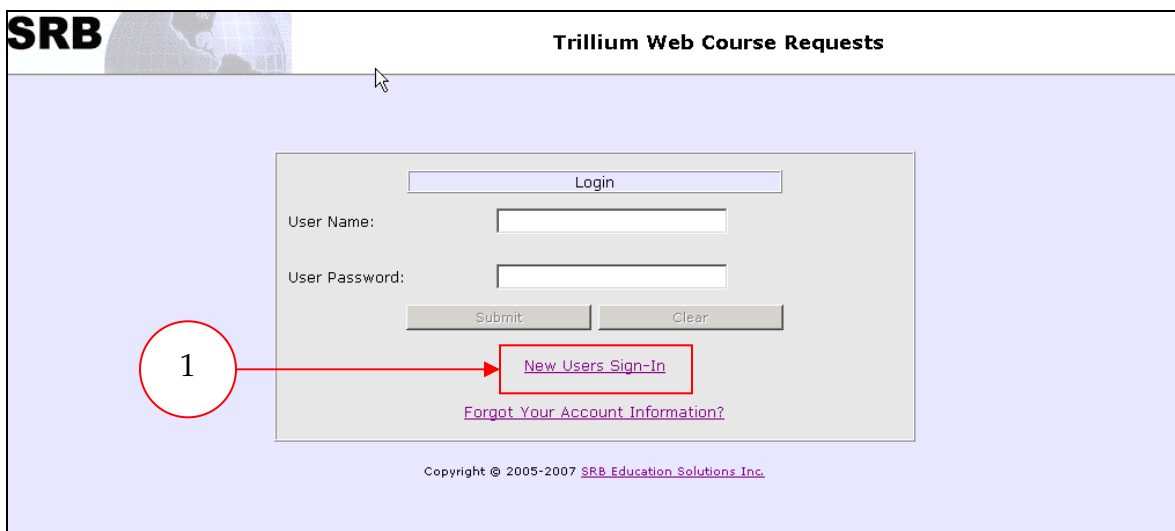 SRB
Trillium Web Course Requests
Login
User Name:
User Password:
Submit Clear
1
New Users Sign-In
Forgot Your Account Information?
Copyright © 2005-2007 SRB Education Solutions Inc.